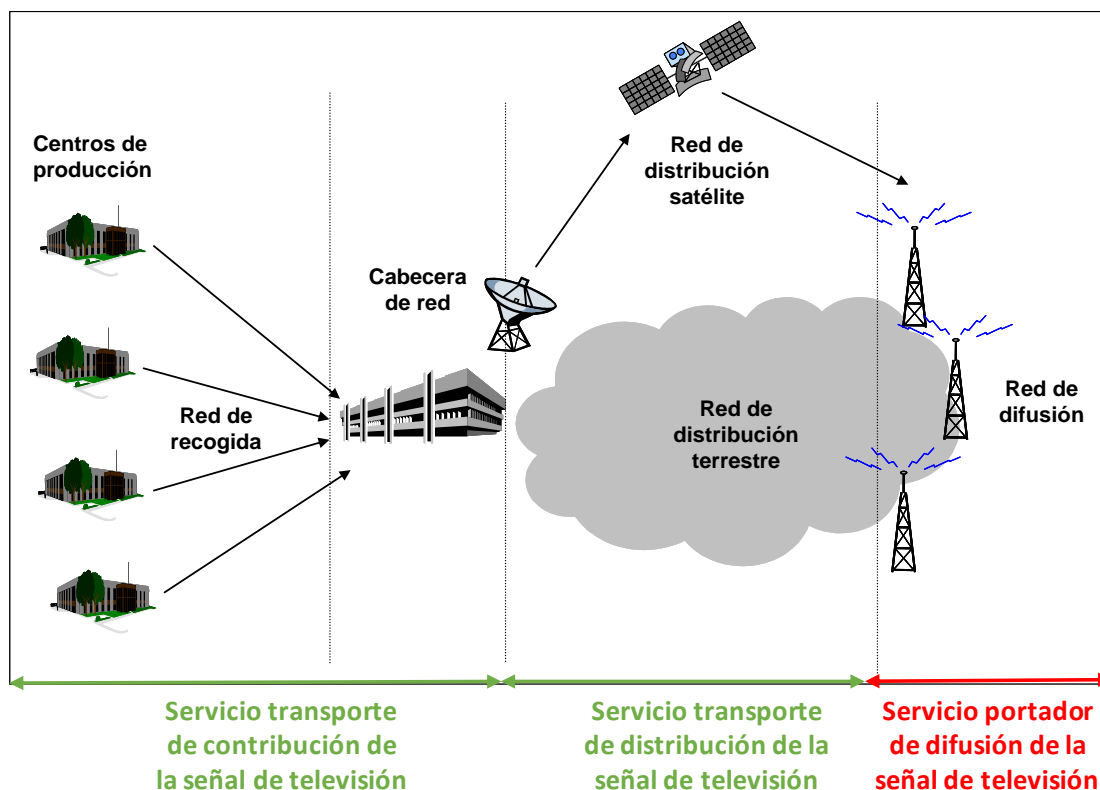 Centros de
producción
Red de
distribución
satélite
Cabecera
de red
Red de
recogida
Red de
distribución
terrestre
Red de
difusión
Servicio transporte
de contribución de
la señal de televisión
Servicio transporte
de distribución de la
señal de televisión
Servicio portador
de difusión de la
señal de televisión